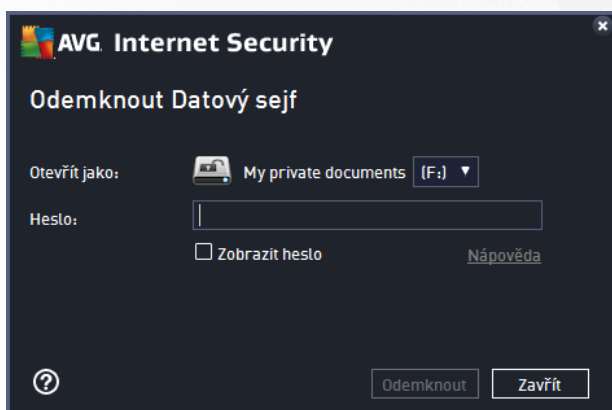 AVG Internet Security
Odemknout Datový sejf
Otevřít jako: My private documents (F:)
Heslo:
Zobrazit heslo Nápověda
Odemknout Zavřít